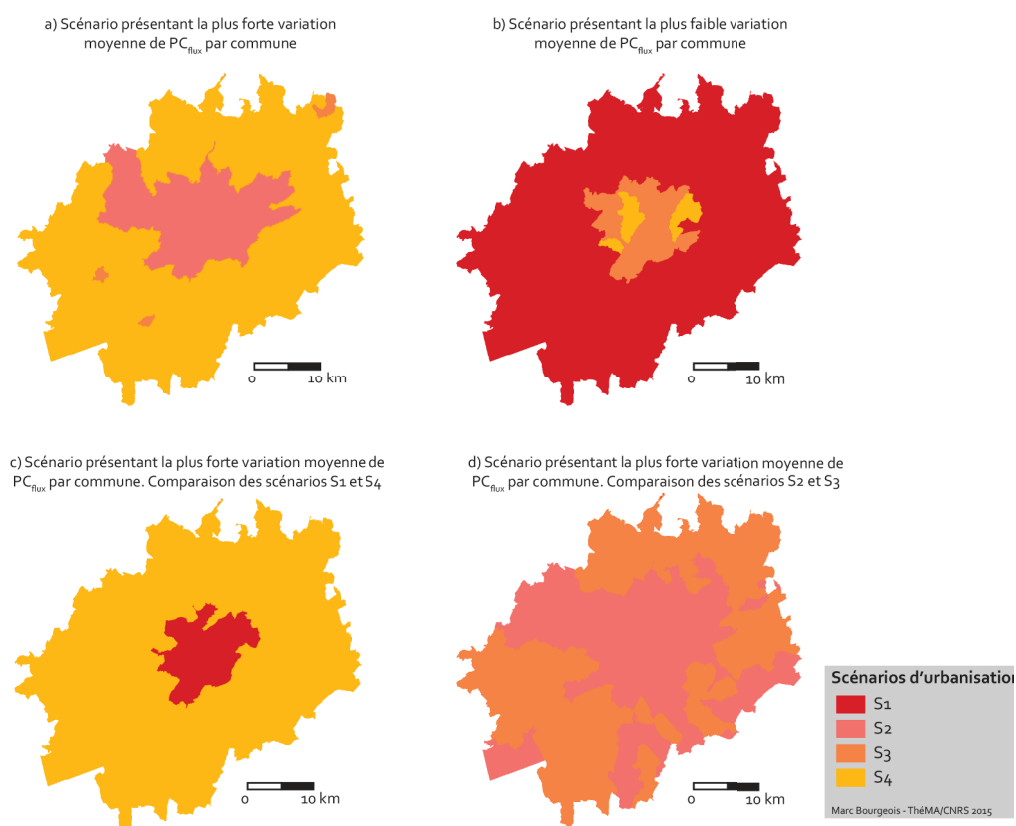 a) Scénario présentant la plus forte variation
moyenne de PCflux par commune
b) Scénario présentant la plus faible variation
moyenne de PCflux par commune
0 10 km
0 10 km
c) Scénario présentant la plus forte variation moyenne de
PCflux par commune. Comparaison des scénarios S1 et S4
d) Scénario présentant la plus forte variation moyenne de
PCflux par commune. Comparaison des scénarios S2 et S3
0 10 km
0 10 km
Scénarios d'urbanisation
S1
S2
S3
S4
Marc Bourgeois - ThéMA/CNRS 2015